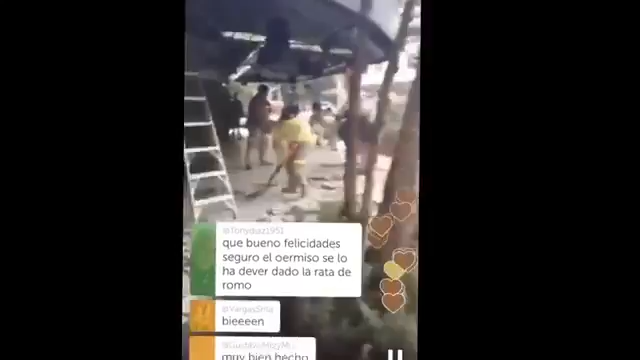 @Tonydiaz1951
que bueno felicidades
seguro el oermiso se lo
ha dever dado la rata de
romo
bieeeen
muy bien hecho